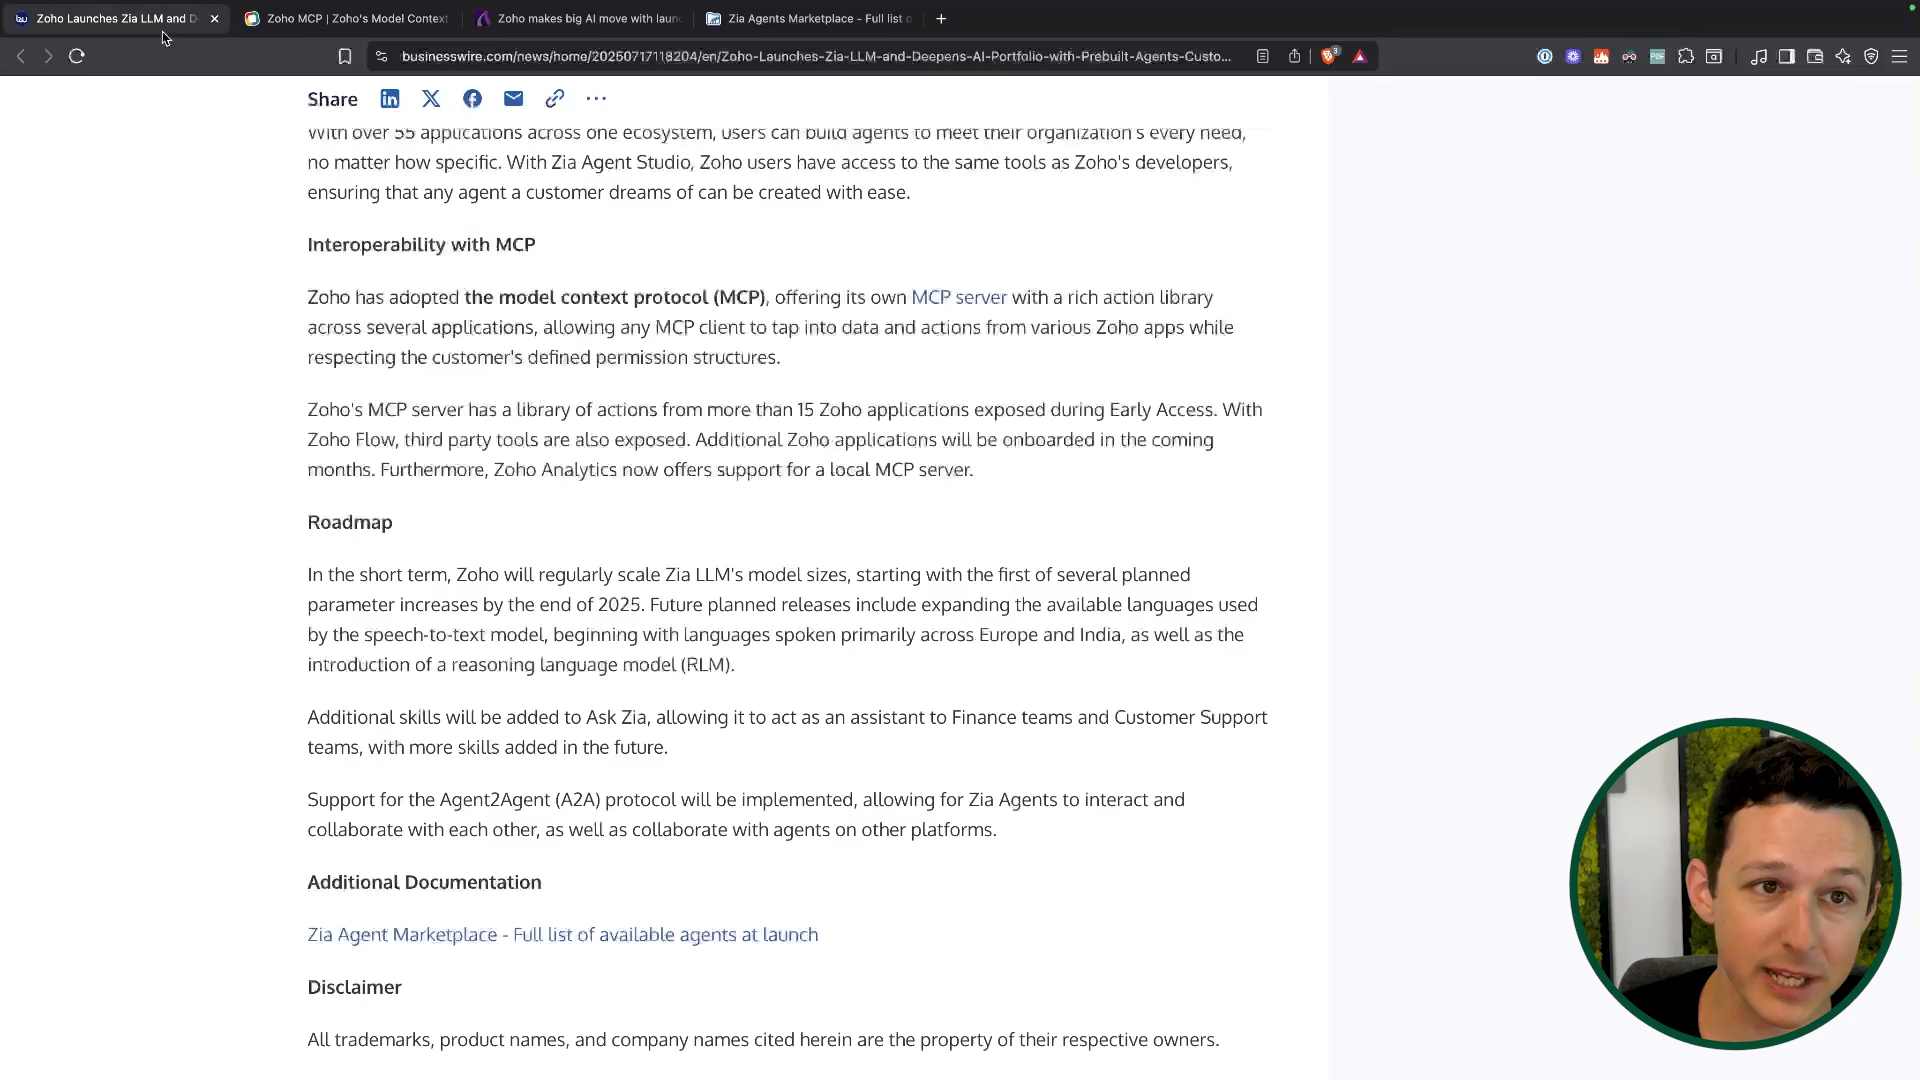 Zoho Launches Zia LLM and D
Zoho MCP | Zoho's Model Context
Zoho makes big AI move with laun
Zia Agents Marketplace - Full list o
businesswire.com/news/home/20250717118204/en/Zoho-Launches-Zia-LLM-and-Deepens-AI-Portfolio-with-Prebuilt-Agents-Custo...
3
PDF
Share
With over 55 applications across one ecosystem, users can build agents to meet their organization's every need,
no matter how specific. With Zia Agent Studio, Zoho users have access to the same tools as Zoho's developers,
ensuring that any agent a customer dreams of can be created with ease.
Interoperability with MCP
Zoho has adopted the model context protocol (MCP), offering its own MCP server with a rich action library
across several applications, allowing any MCP client to tap into data and actions from various Zoho apps while
respecting the customer's defined permission structures.
Zoho's MCP server has a library of actions from more than 15 Zoho applications exposed during Early Access. With
Zoho Flow, third party tools are also exposed. Additional Zoho applications will be onboarded in the coming
months. Furthermore, Zoho Analytics now offers support for a local MCP server.
Roadmap
In the short term, Zoho will regularly scale Zia LLM's model sizes, starting with the first of several planned
parameter increases by the end of 2025. Future planned releases include expanding the available languages used
by the speech-to-text model, beginning with languages spoken primarily across Europe and India, as well as the
introduction of a reasoning language model (RLM).
Additional skills will be added to Ask Zia, allowing it to act as an assistant to Finance teams and Customer Support
teams, with more skills added in the future.
Support for the Agent2Agent (A2A) protocol will be implemented, allowing for Zia Agents to interact and
collaborate with each other, as well as collaborate with agents on other platforms.
Additional Documentation
Zia Agent Marketplace - Full list of available agents at launch
Disclaimer
All trademarks, product names, and company names cited herein are the property of their respective owners.